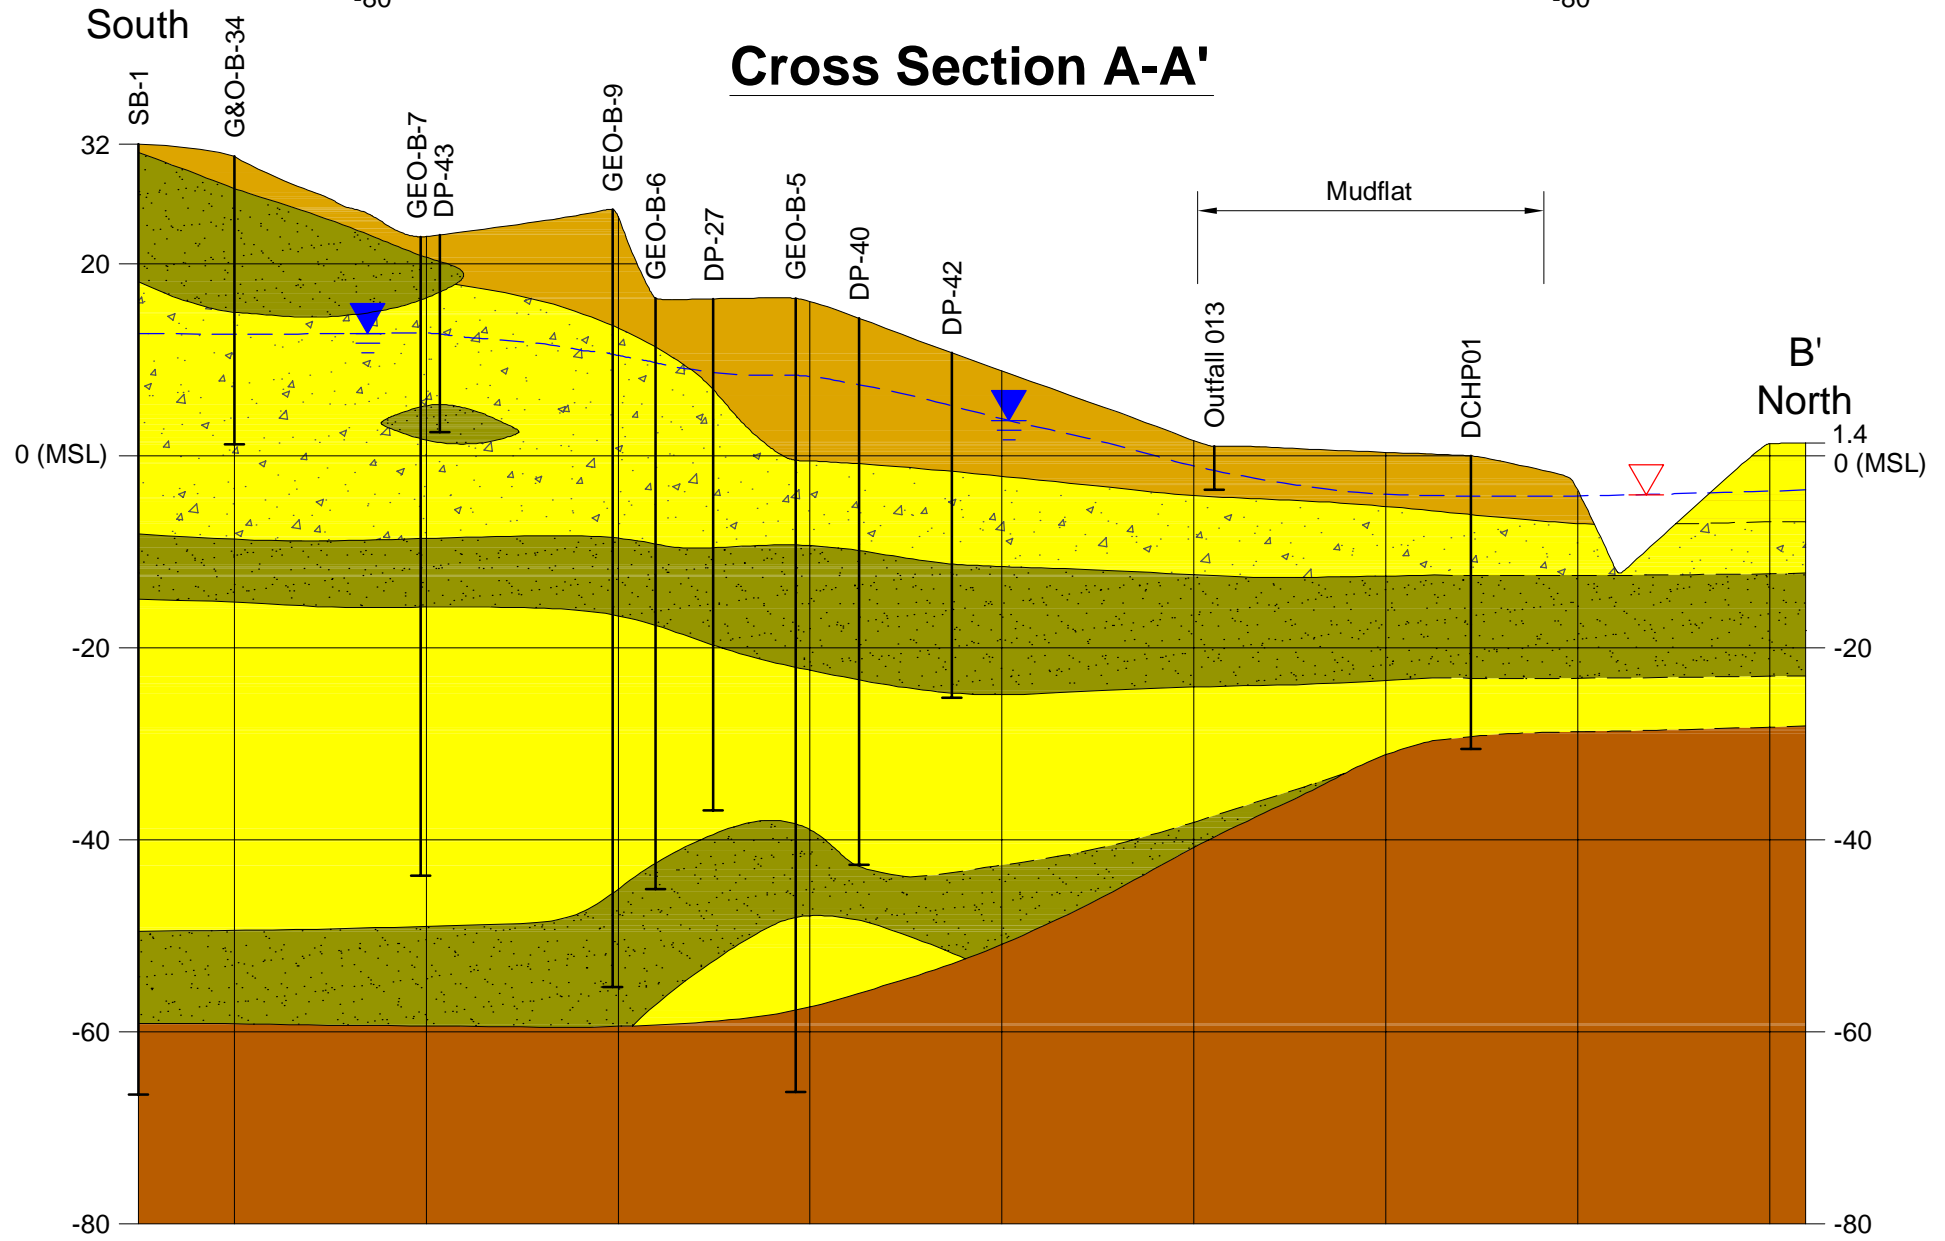 -80 -80
South
Cross Section A-A'
SB-1
G&O-B-34
GEO-B-7
DP-43
GEO-B-9
GEO-B-6
DP-27
GEO-B-5
DP-40
DP-42
Outfall 013
DCHP01
Mudflat
B'
North
32
20
0 (MSL)
-20
-40
-60
-80
1.4
0 (MSL)
-20
-40
-60
-80